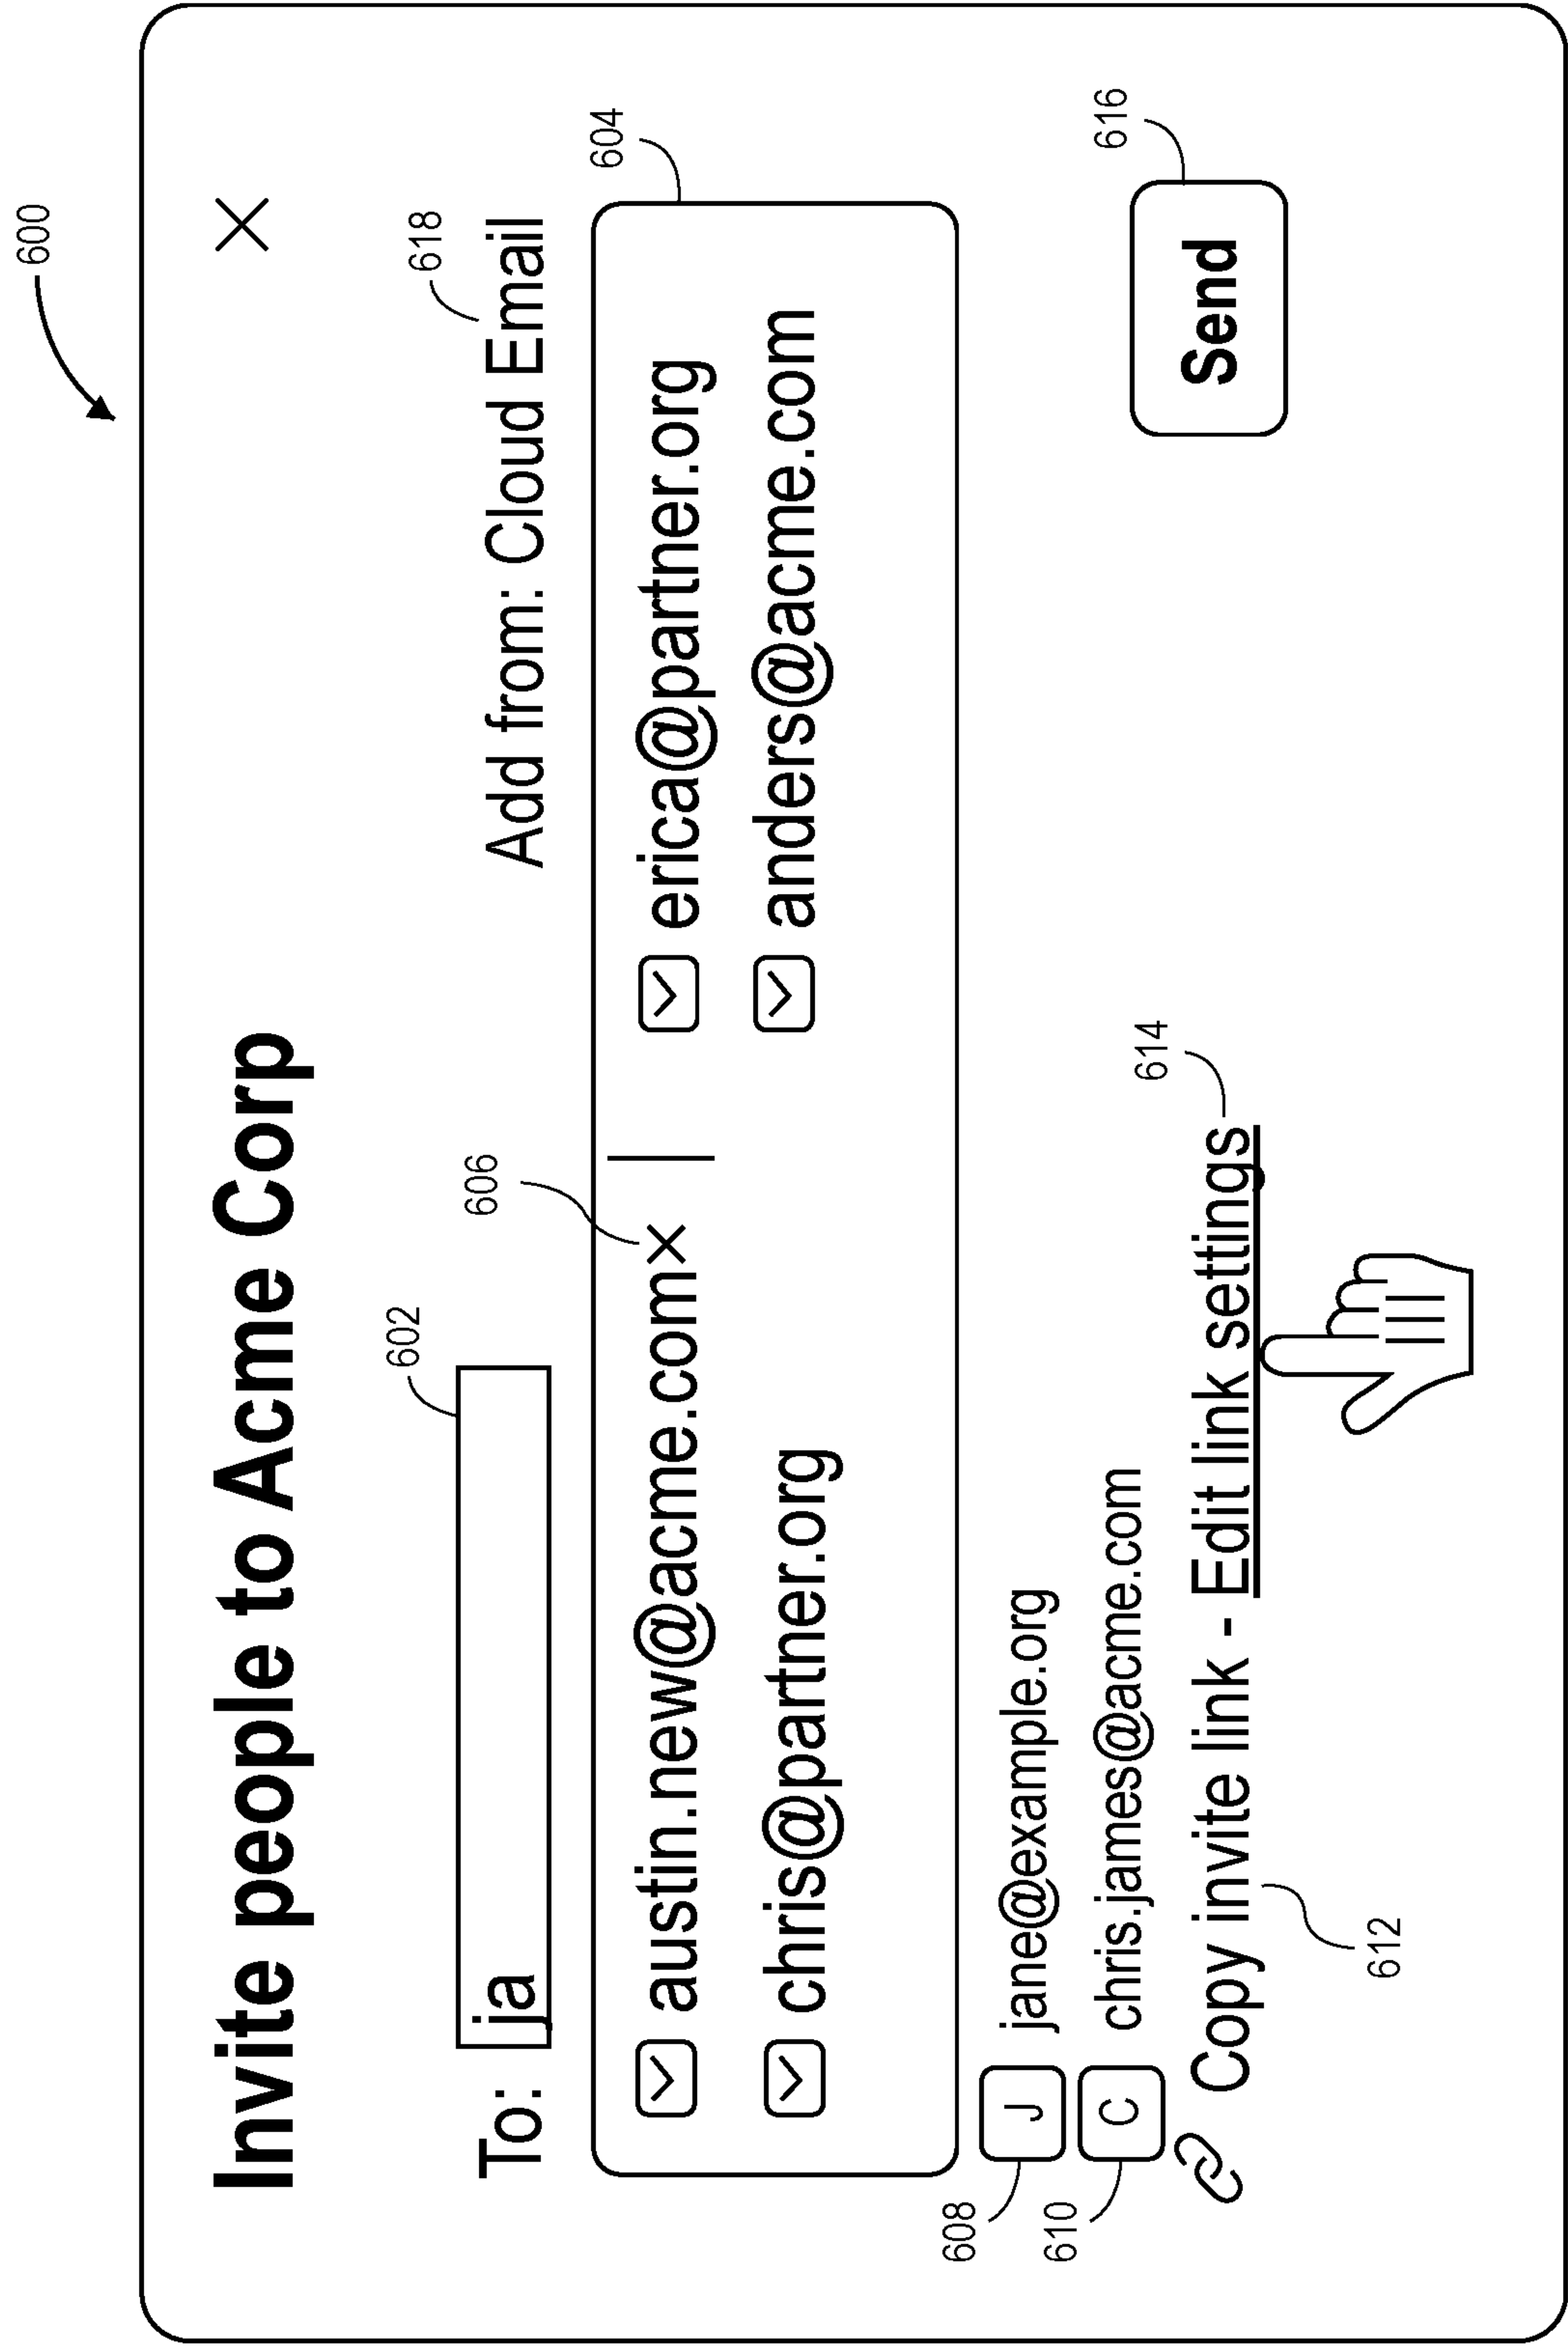 600
Invite people to Acme Corp
602
606
618
To: ja
Add from: Cloud Email
604
austin.new@acme.com×
erica@partner.org
chris@partner.org
anders@acme.com
608
J jane@example.org
610
C chris.james@acme.com
614
616
Copy invite link - Edit link settings
Send
612